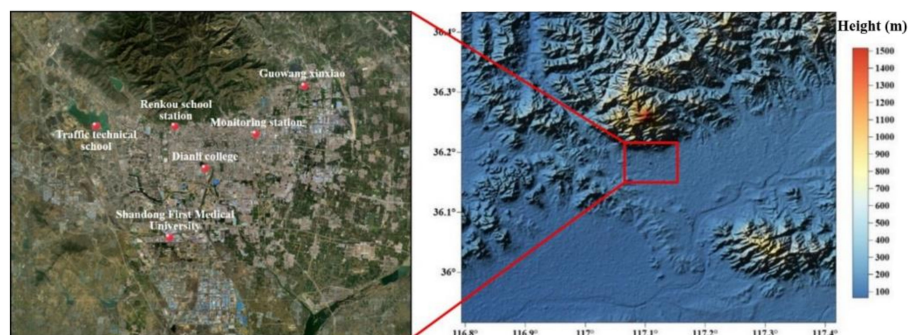 Guowang xinxiao
Renkou school
station
Monitoring station
Traffic technical
school
Dianli college
Shandong First Medical
University
36.4°
36.3°
36.2°
36.1°
36°
116.8°
116.9°
117°
117.1°
117.2°
117.3°
117.4°
Height (m)
1500
1400
1300
1200
1100
1000
900
800
700
600
500
400
300
200
100